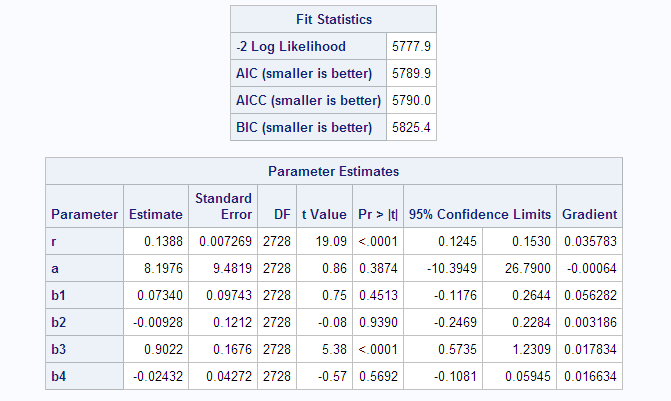 Fit Statistics
-2 Log Likelihood 5777.9
AIC (smaller is better) 5789.9
AICC (smaller is better) 5790.0
BIC (smaller is better) 5825.4
Parameter Estimates
Parameter Estimate Standard Error DF t Value Pr > |t| 95% Confidence Limits Gradient
r 0.1388 0.007269 2728 19.09 <.0001 0.1245 0.1530 0.035783
a 8.1976 9.4819 2728 0.86 0.3874 -10.3949 26.7900 -0.00064
b1 0.07340 0.09743 2728 0.75 0.4513 -0.1176 0.2644 0.056282
b2 -0.00928 0.1212 2728 -0.08 0.9390 -0.2469 0.2284 0.003186
b3 0.9022 0.1676 2728 5.38 <.0001 0.5735 1.2309 0.017834
b4 -0.02432 0.04272 2728 -0.57 0.5692 -0.1081 0.05945 0.016634